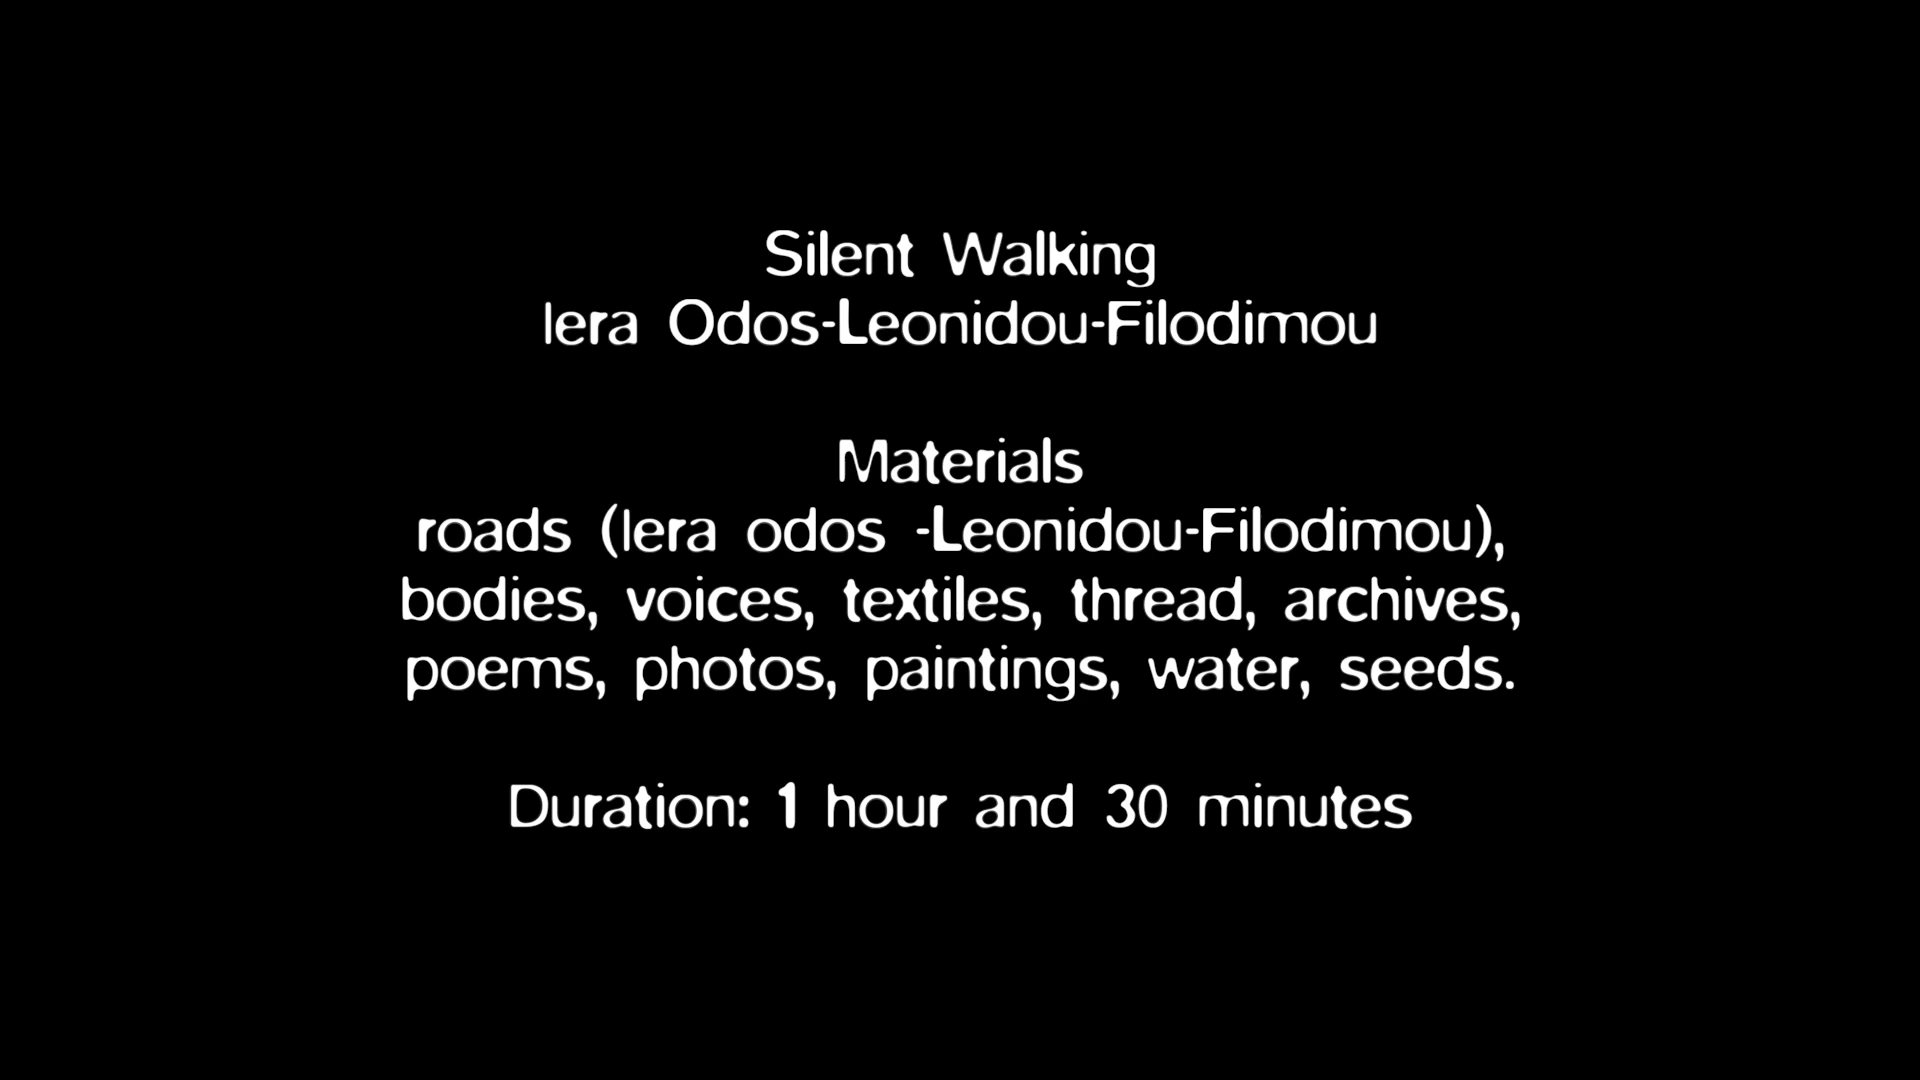 Silent Walking
Iera Odos-Leonidou-Filodimou
Materials
roads (Iera odos -Leonidou-Filodimou),
bodies, voices, textiles, thread, archives,
poems, photos, paintings, water, seeds.
Duration: 1 hour and 30 minutes